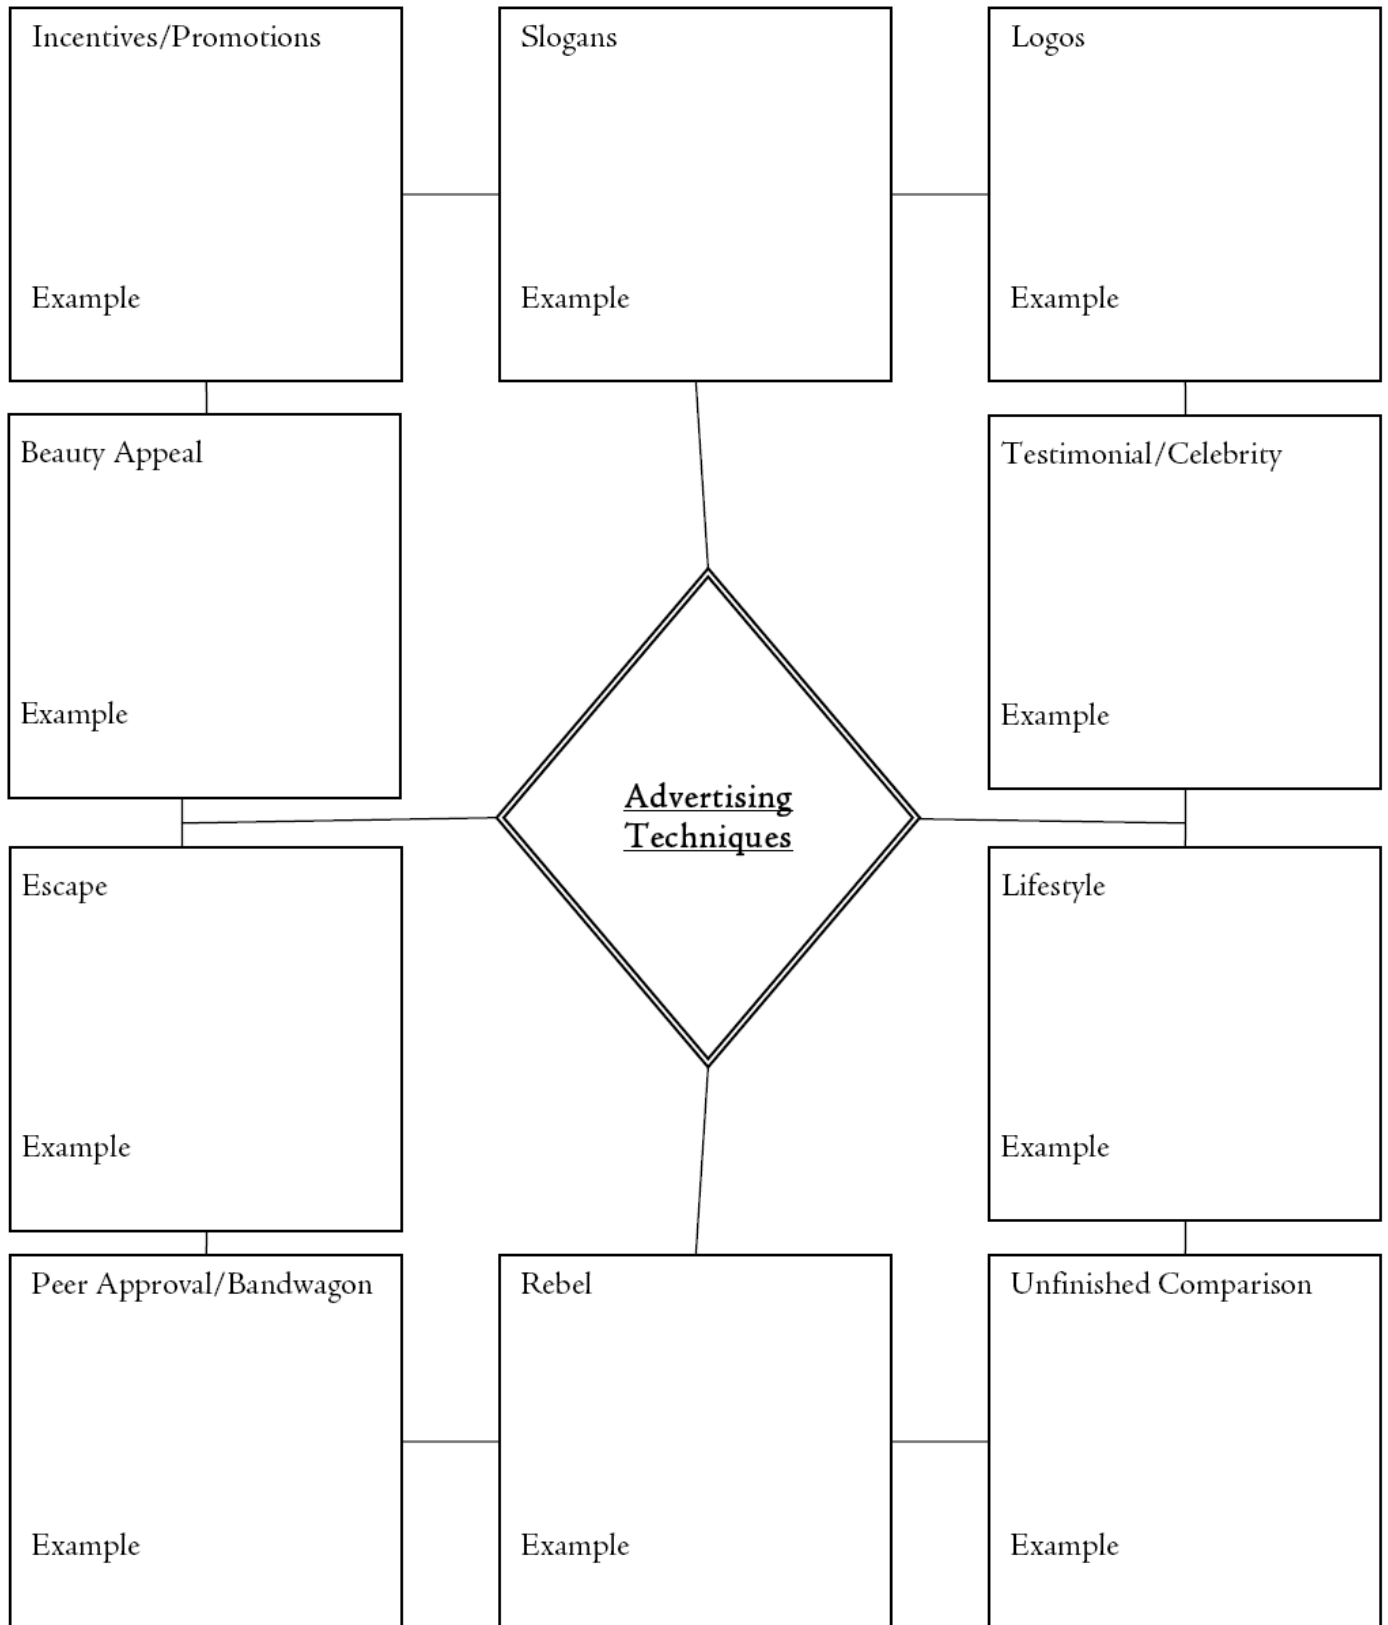 Incentives/Promotions
Slogans
Logos
Example
Example
Example
Beauty Appeal
Testimonial/Celebrity
Example
Example
Advertising
Techniques
Escape
Lifestyle
Example
Example
Peer Approval/Bandwagon
Rebel
Unfinished Comparison
Example
Example
Example